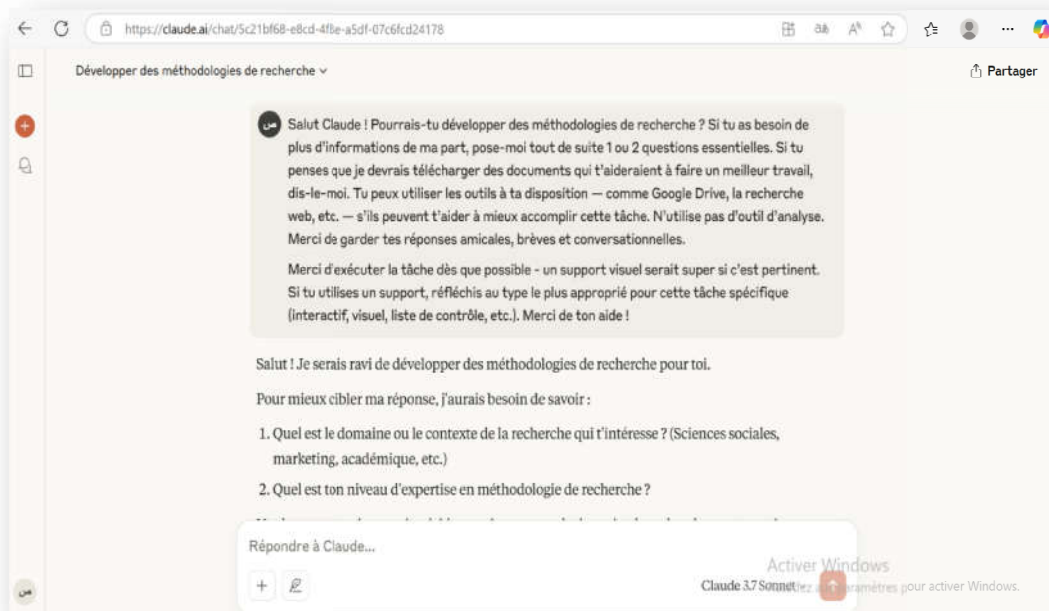 https://claude.ai/chat/5c21bf68-e8cd-4f8e-a5df-07c6fcd24178
Développer des méthodologies de recherche
Partager
ص
Salut Claude ! Pourrais-tu développer des méthodologies de recherche ? Si tu as besoin de
plus d'informations de ma part, pose-moi tout de suite 1 ou 2 questions essentielles. Si tu
penses que je devrais télécharger des documents qui t'aideraient à faire un meilleur travail,
dis-le-moi. Tu peux utiliser les outils à ta disposition — comme Google Drive, la recherche
web, etc. — s'ils peuvent t'aider à mieux accomplir cette tâche. N'utilise pas d'outil d'analyse.
Merci de garder tes réponses amicales, brèves et conversationnelles.
Merci d'exécuter la tâche dès que possible - un support visuel serait super si c'est pertinent.
Si tu utilises un support, réfléchis au type le plus approprié pour cette tâche spécifique
(interactif, visuel, liste de contrôle, etc.). Merci de ton aide !
Salut ! Je serais ravi de développer des méthodologies de recherche pour toi.
Pour mieux cibler ma réponse, j'aurais besoin de savoir :
1. Quel est le domaine ou le contexte de la recherche qui t'intéresse ? (Sciences sociales,
marketing, académique, etc.)
2. Quel est ton niveau d'expertise en méthodologie de recherche ?
Répondre à Claude...
Activer Windows
Claude 3.7 Sonnet
paramètres pour activer Windows.